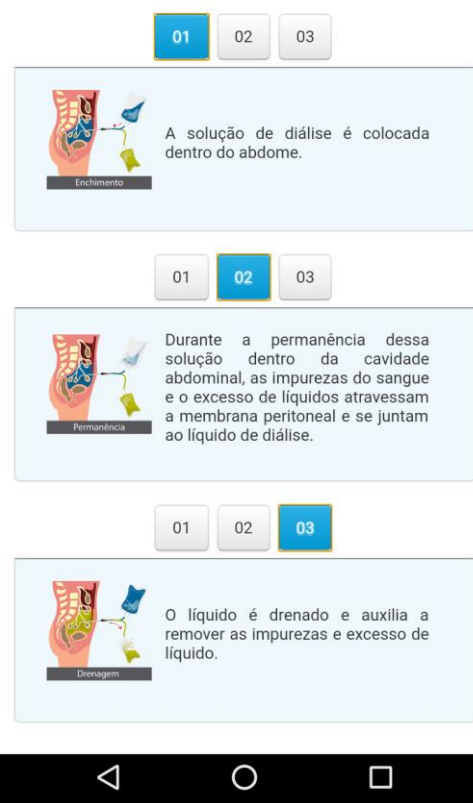 01 02 03
A solução de diálise é colocada
dentro do abdome.
Enchimento
01 02 03
Durante a permanência dessa
solução dentro da cavidade
abdominal, as impurezas do sangue
e o excesso de líquidos atravessam
a membrana peritoneal e se juntam
ao líquido de diálise.
Permanência
01 02 03
O líquido é drenado e auxilia a
remover as impurezas e excesso de
líquido.
Drenagem